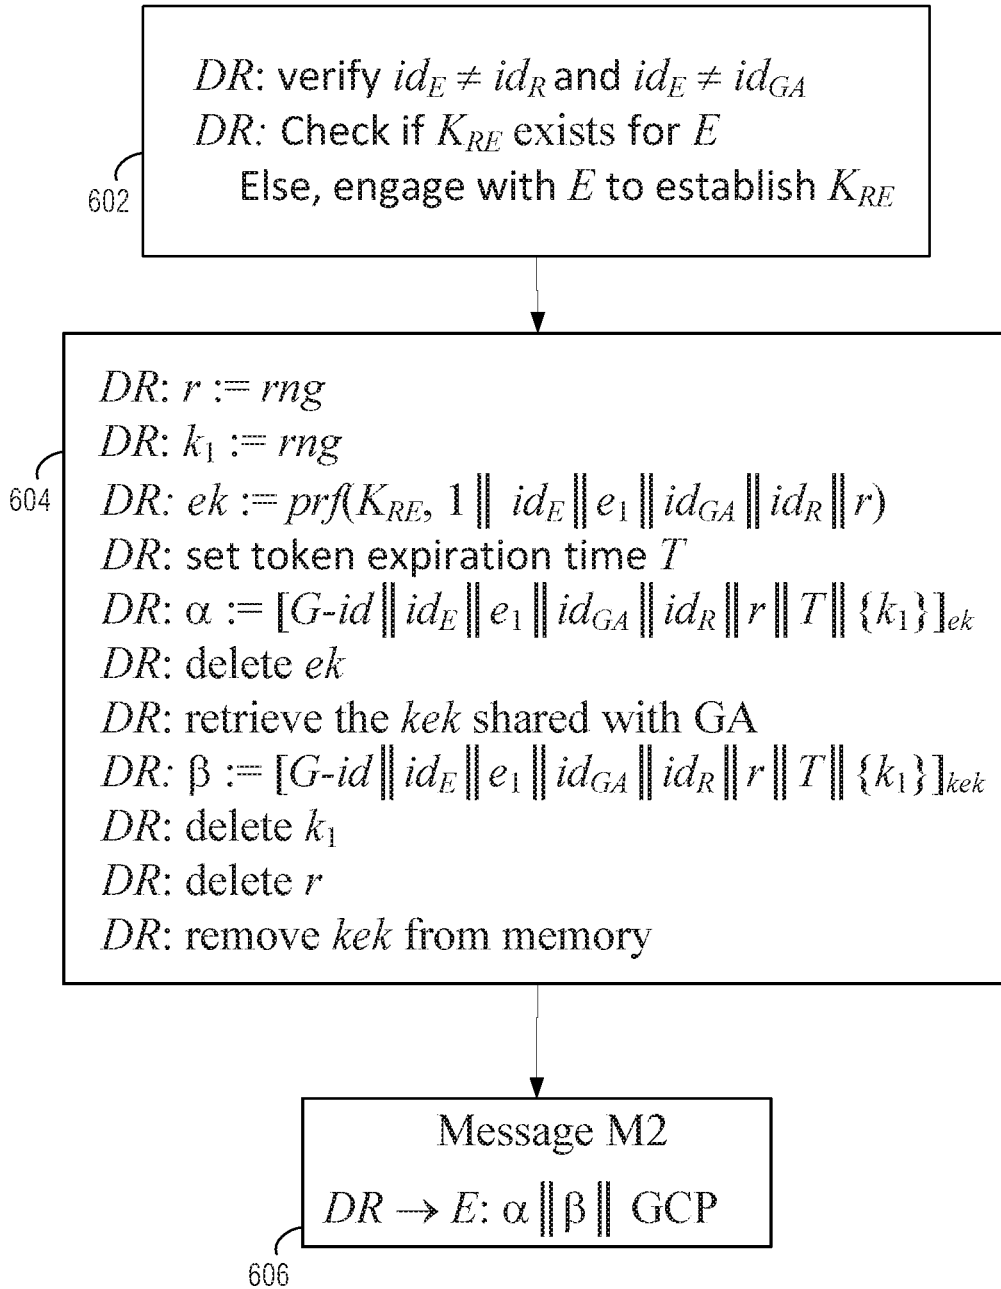 DR: verify id_E ≠ id_R and id_E ≠ id_GA
DR: Check if K_RE exists for E
Else, engage with E to establish K_RE
602
DR: r := rng
DR: k_1 := rng
604
DR: ek := prf(K_RE, 1 || id_E || e_1 || id_GA || id_R || r)
DR: set token expiration time T
DR: α := [G-id || id_E || e_1 || id_GA || id_R || r || T || {k_1}]_ek
DR: delete ek
DR: retrieve the kek shared with GA
DR: β := [G-id || id_E || e_1 || id_GA || id_R || r || T || {k_1}]_kek
DR: delete k_1
DR: delete r
DR: remove kek from memory
Message M2
DR → E: α || β || GCP
606